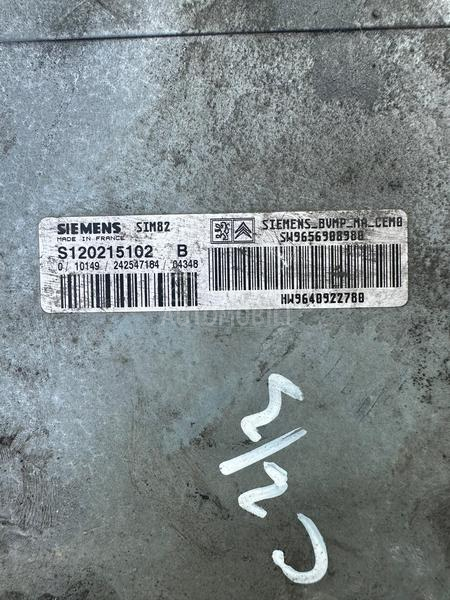 SIEMENS SIM82
MADE IN FRANCE
S120215102 B
0 / 10149 / 242547184 / 04348
SIEMENS_BVMP_MA_CEM0
SW9656908980
HW9640922780